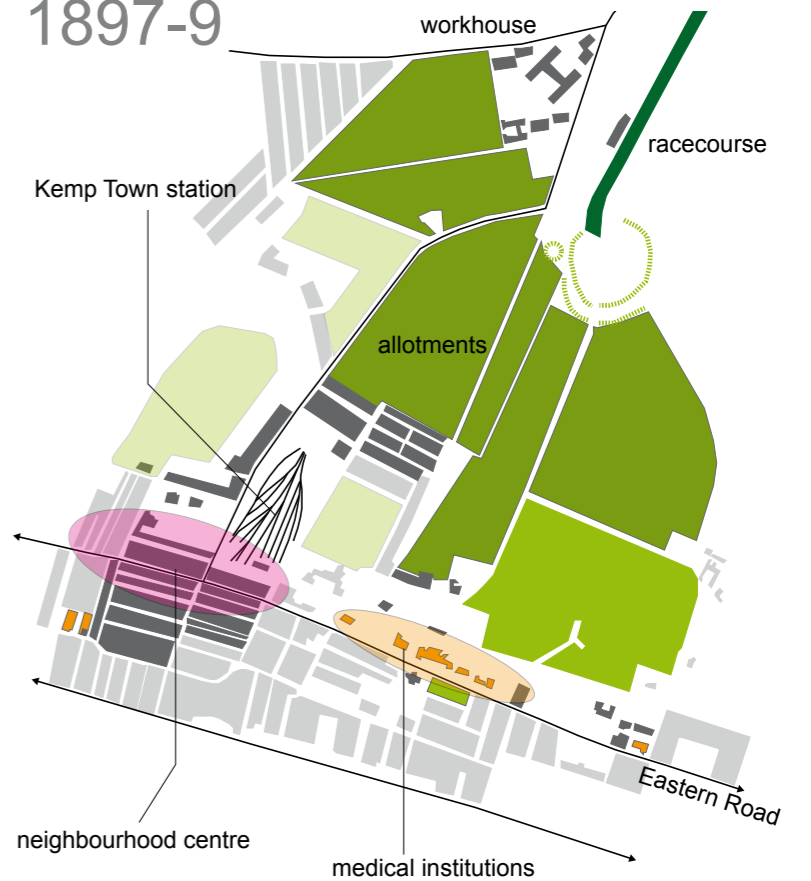 1897-9
workhouse
racecourse
Kemp Town station
allotments
Eastern Road
neighbourhood centre
medical institutions